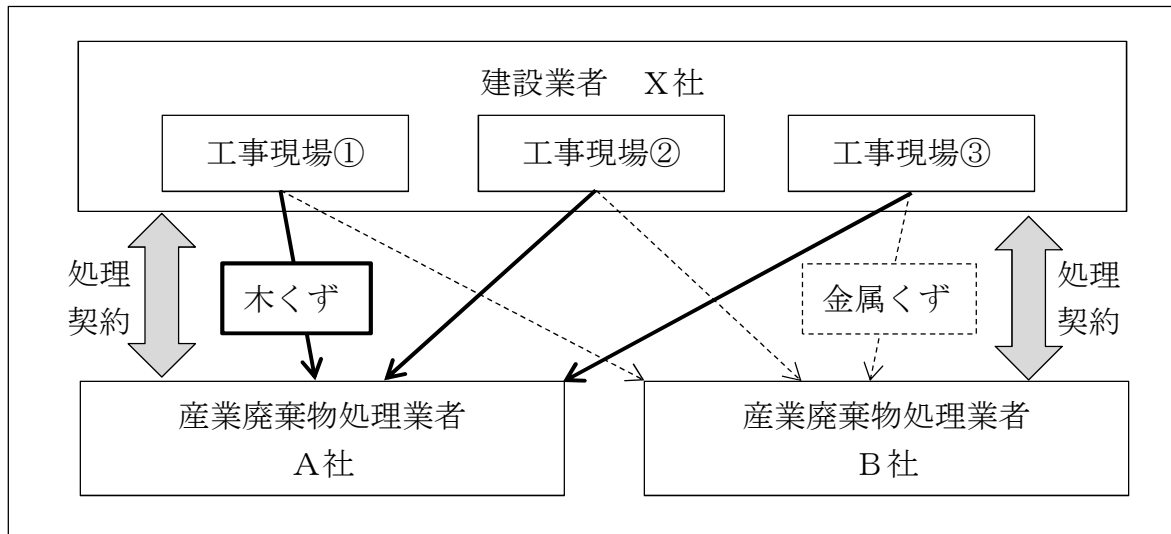 建設業者　Ｘ社
工事現場①
工事現場②
工事現場③
処理
契約
木くず
金属くず
処理
契約
産業廃棄物処理業者
Ａ社
産業廃棄物処理業者
Ｂ社